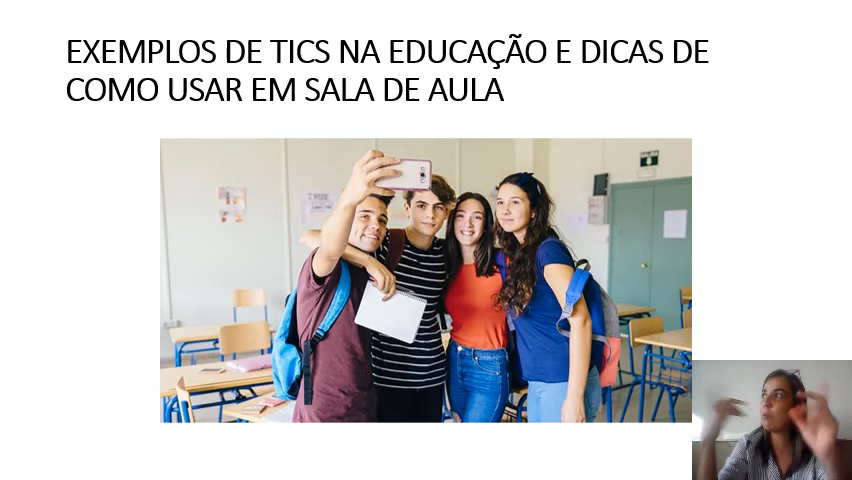 EXEMPLOS DE TICS NA EDUCAÇÃO E DICAS DE
COMO USAR EM SALA DE AULA